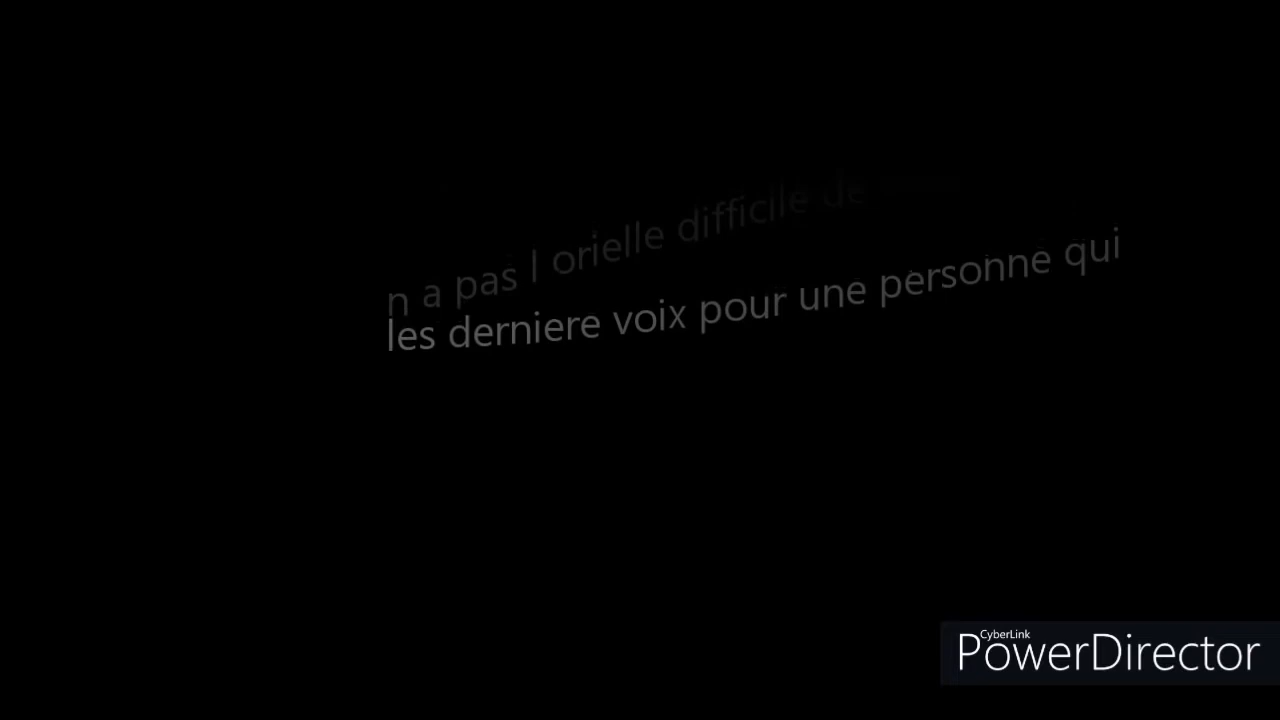 n a pas l orielle difficile de
les derniere voix pour une personne qui
CyberLink
PowerDirector